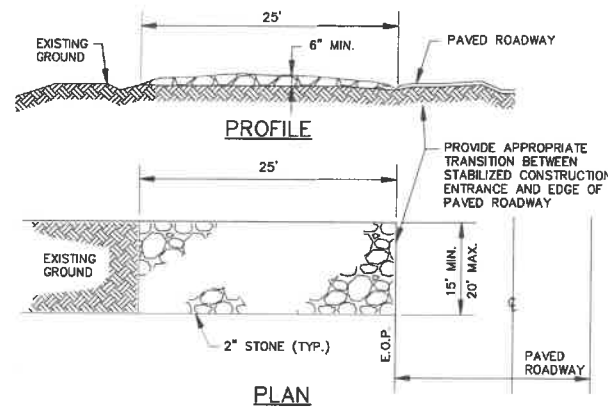 25'
EXISTING
GROUND
6" MIN.
PAVED ROADWAY
PROFILE
25'
PROVIDE APPROPRIATE
TRANSITION BETWEEN
STABILIZED CONSTRUCTION
ENTRANCE AND EDGE OF
PAVED ROADWAY
EXISTING
GROUND
15' MIN.
20' MAX.
℄
2" STONE (TYP.)
E.O.P.
PAVED
ROADWAY
PLAN